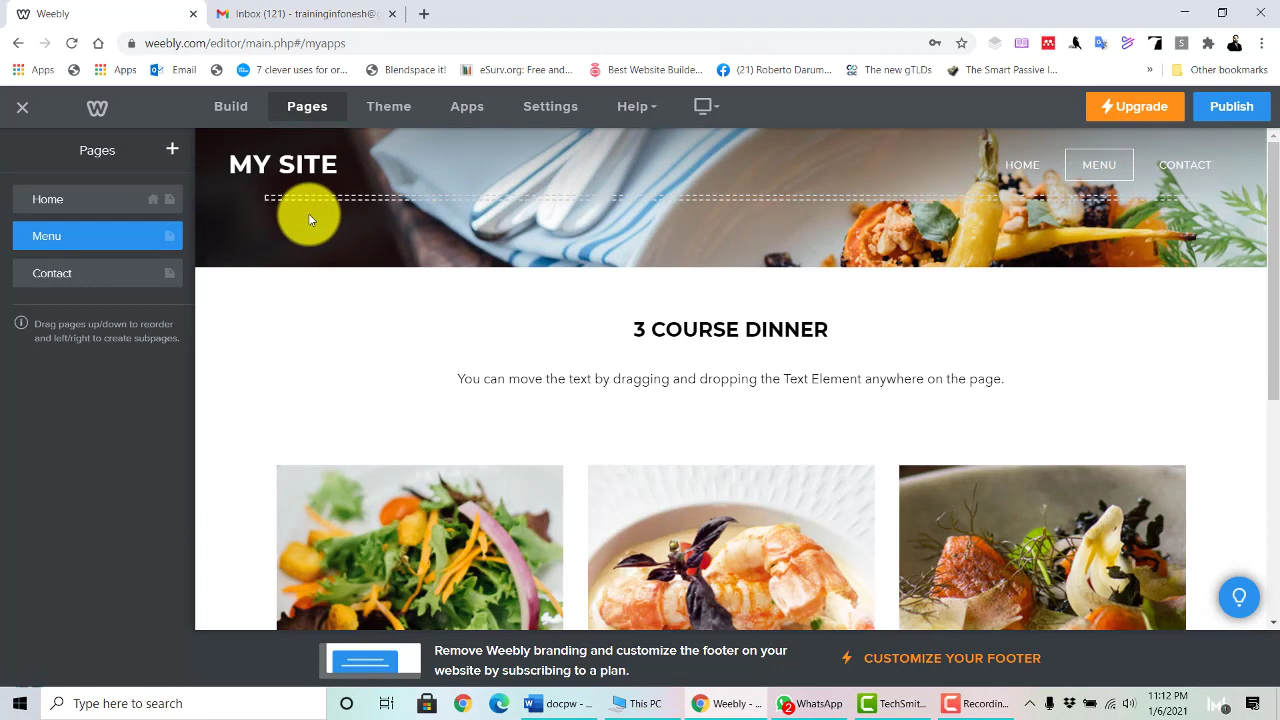 Weebly
Inbox (741) - traininginfonesh@g
weebly.com/editor/main.php#/pages
Apps
Apps
Email
7 clever uses for or...
Blendspace it!
Survs.org: Free and...
Best Website Builde...
(21) Roberto Darum...
The new gTLDs
The Smart Investor |...
»
Other bookmarks
Build
Pages
Theme
Apps
Settings
Help
Upgrade
Publish
Pages
+
Home
Menu
Contact
Drag pages up/down to reorder
and left/right to create subpages.
MY SITE
HOME
MENU
CONTACT
3 COURSE DINNER
You can move the text by dragging and dropping the Text Element anywhere on the page.
Remove Weebly branding and customize the footer on your
website by subscribing to a plan.
CUSTOMIZE YOUR FOOTER
Type here to search
docpw - ...
This PC
Weebly - ...
2
WhatsApp
TechSmit...
Recordin...
11:12 PM
1/6/2021